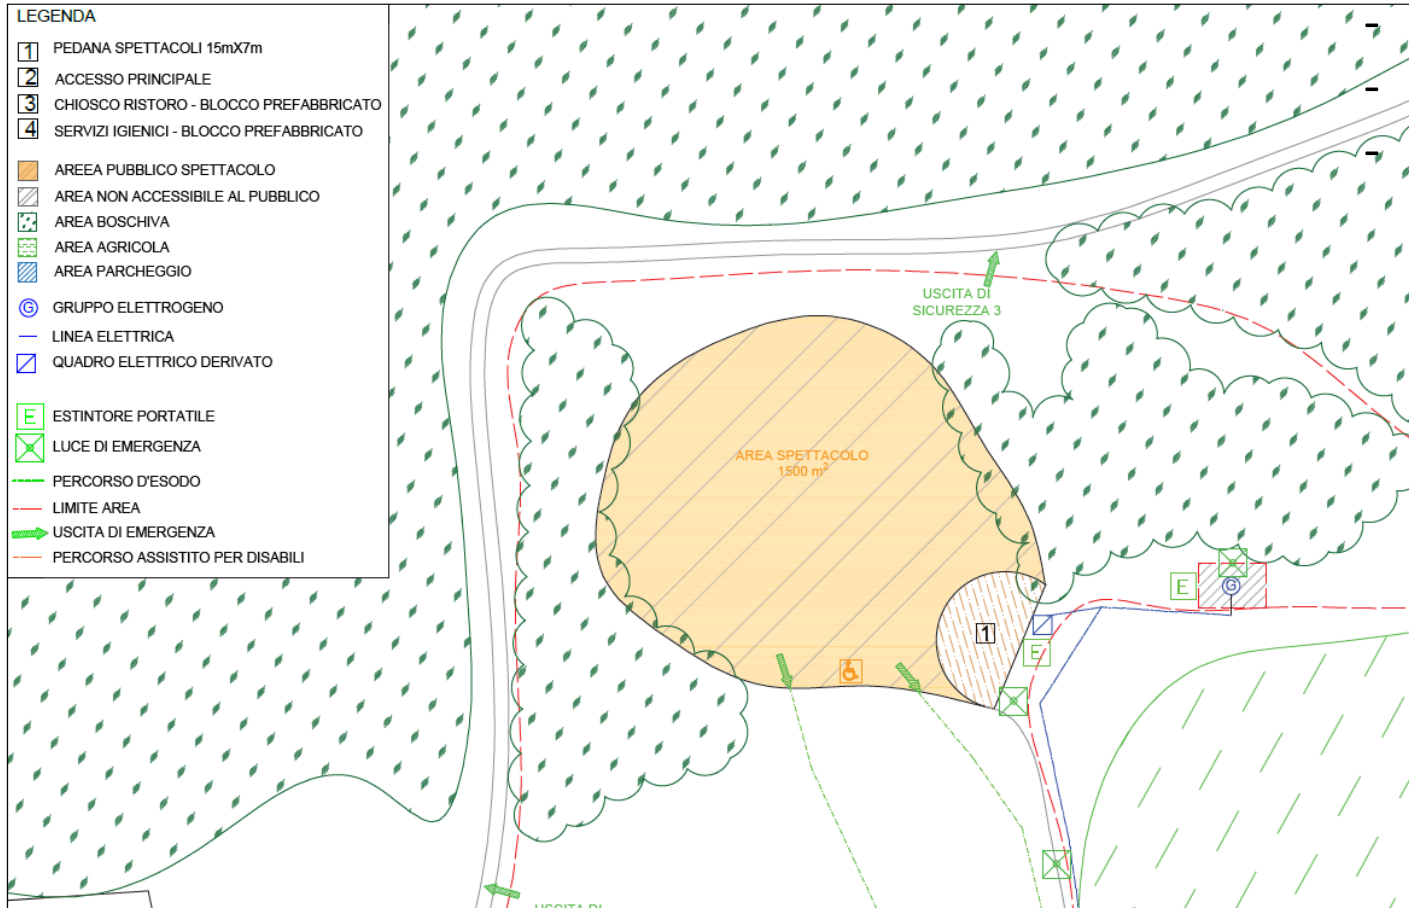 LEGENDA
1 PEDANA SPETTACOLI 15mX7m
2 ACCESSO PRINCIPALE
3 CHIOSCO RISTORO - BLOCCO PREFABBRICATO
4 SERVIZI IGIENICI - BLOCCO PREFABBRICATO
AREEA PUBBLICO SPETTACOLO
AREA NON ACCESSIBILE AL PUBBLICO
AREA BOSCHIVA
AREA AGRICOLA
AREA PARCHEGGIO
G GRUPPO ELETTROGENO
LINEA ELETTRICA
QUADRO ELETTRICO DERIVATO
E ESTINTORE PORTATILE
LUCE DI EMERGENZA
PERCORSO D'ESODO
LIMITE AREA
USCITA DI EMERGENZA
PERCORSO ASSISTITO PER DISABILI
USCITA DI
SICUREZZA 3
AREA SPETTACOLO
1500 m²
E
G
1
E
USCITA DI